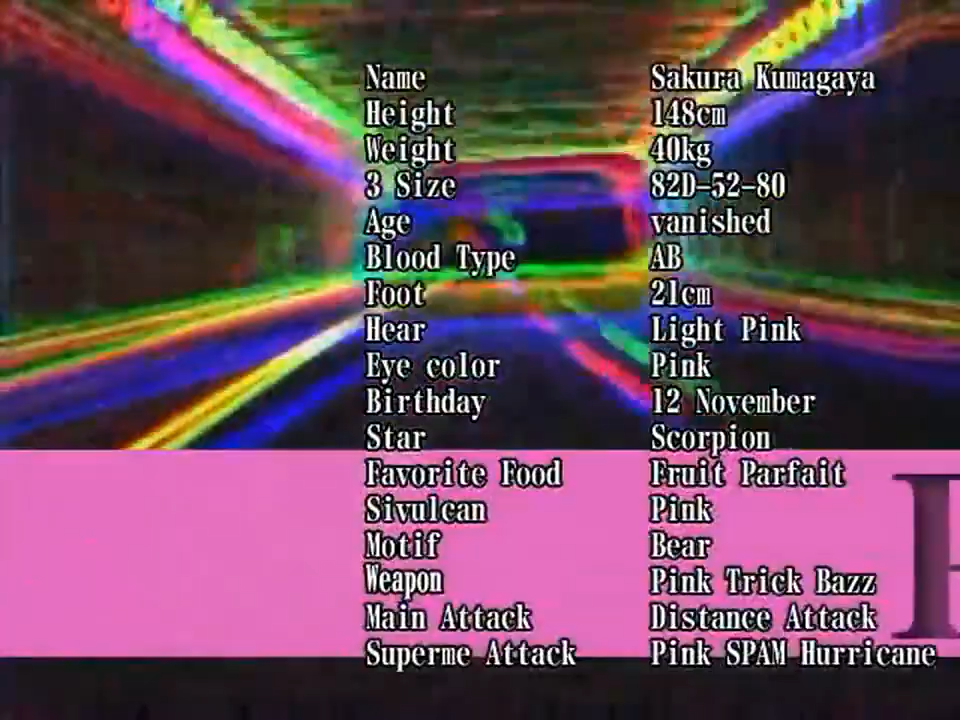 Name Sakura Kumagaya
Height 148cm
Weight 40kg
3 Size 82D-52-80
Age vanished
Blood Type AB
Foot 21cm
Hear Light Pink
Eye color Pink
Birthday 12 November
Star Scorpion
Favorite Food Fruit Parfait
Sivulcan Pink
Motif Bear
Weapon Pink Trick Bazz
Main Attack Distance Attack
Superme Attack Pink SPAM Hurricane